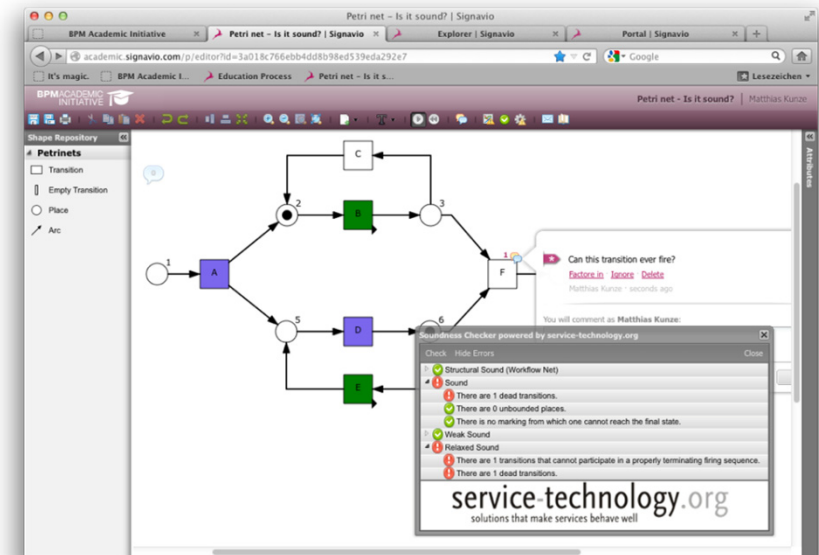 Petri net - Is it sound? | Signavio
BPM Academic Initiative
Petri net - Is it sound? | Signavio
Explorer | Signavio
Portal | Signavio
academic.signavio.com/p/editor?id=3a018c766ebb4dd8b98ed539eda292e7
Google
It's magic.
BPM Academic I...
Education Process
Petri net - Is it s...
Lesezeichen
BPMACADEMIC
INITIATIVE
Petri net - Is it sound? | Matthias Kunze
Shape Repository
Attributes
Petrinets
Transition
Empty Transition
Place
Arc
C
2
B
3
1
A
F
1
5
D
6
E
Can this transition ever fire?
Factore in Ignore Delete
Matthias Kunze - seconds ago
You will comment as Matthias Kunze:
Soundness Checker powered by service-technology.org
Check Hide Errors Close
Structural Sound (Workflow Net)
Sound
There are 1 dead transitions.
There are 0 unbounded places.
There is no marking from which one cannot reach the final state.
Weak Sound
Relaxed Sound
There are 1 transitions that cannot participate in a properly terminating firing sequence.
There are 1 dead transitions.
service-technology.org
solutions that make services behave well